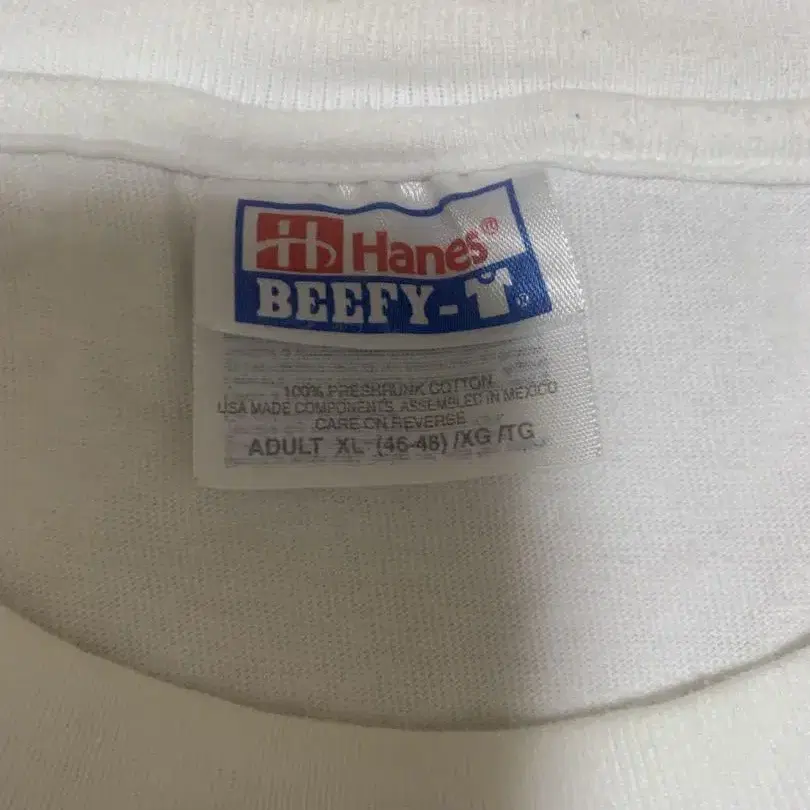 Hanes®
BEEFY-T®
100% PRESHRUNK COTTON
USA MADE COMPONENTS, ASSEMBLED IN MEXICO
CARE ON REVERSE
ADULT XL (46-48) /XG /TG